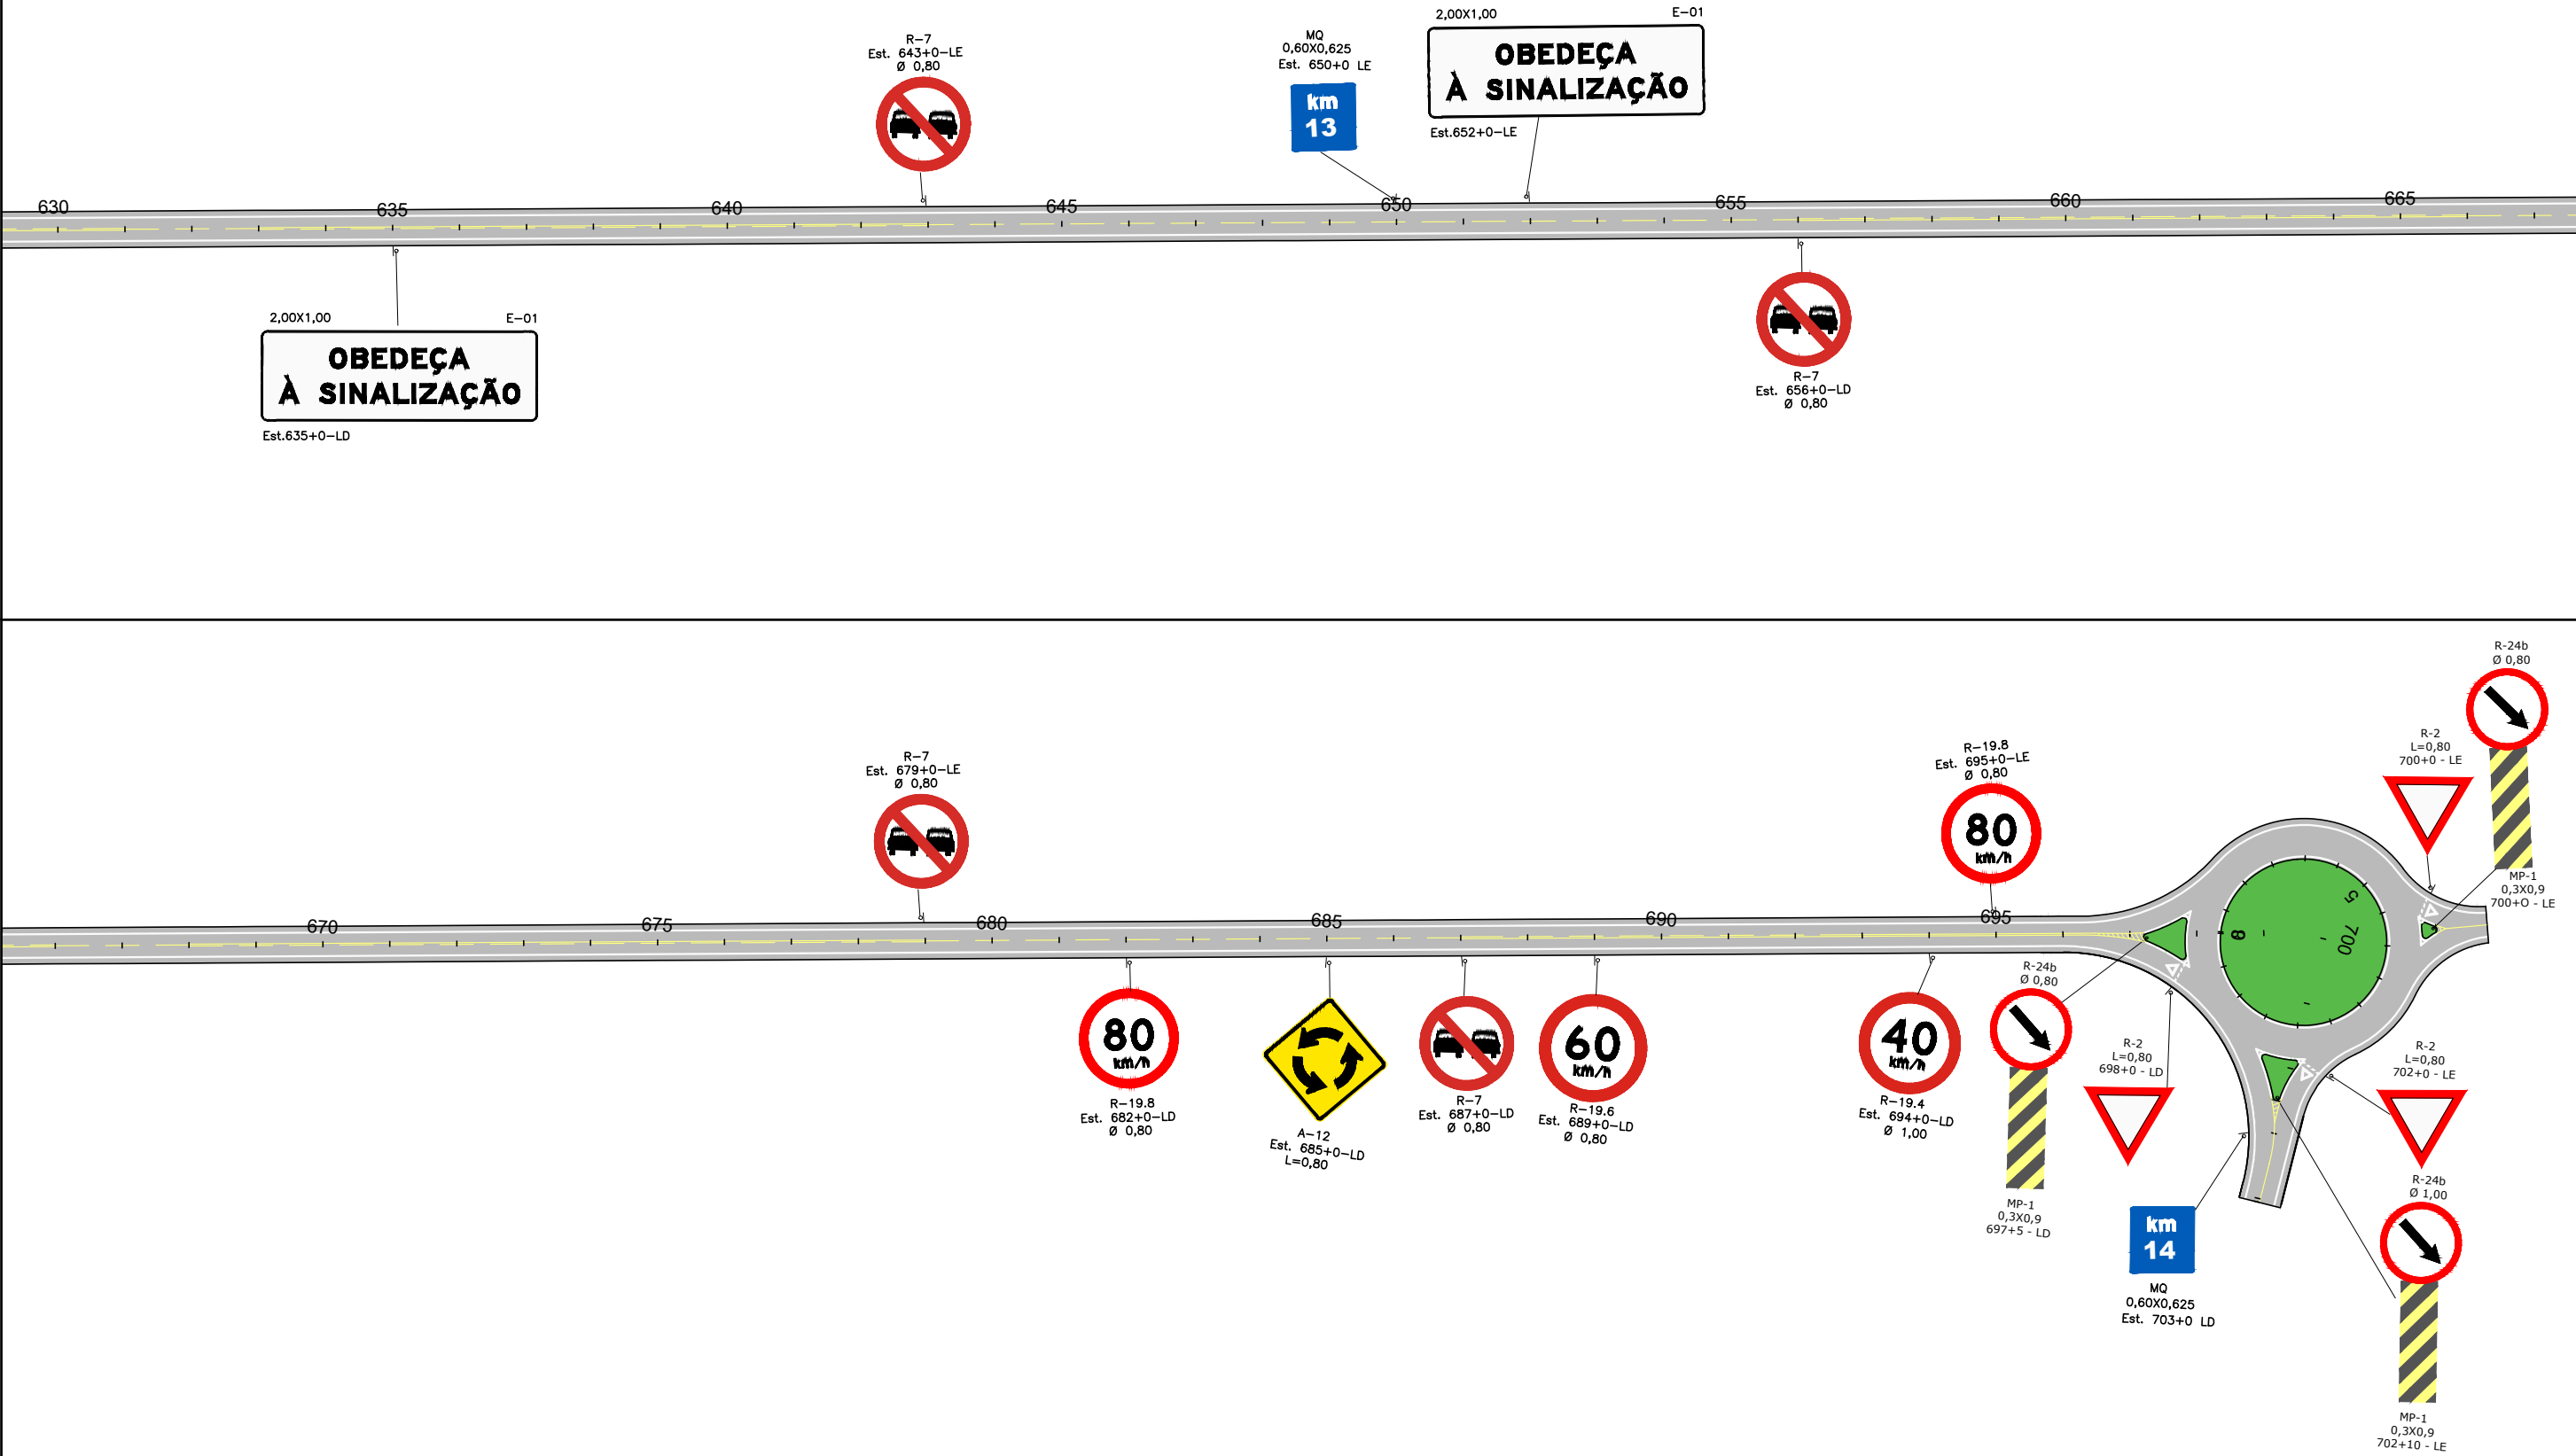 R-7
Est. 643+0-LE
Ø 0,80
MQ
0,60X0,625
Est. 650+0 LE
km
13
2,00X1,00 E-01
OBEDEÇA
À SINALIZAÇÃO
Est.652+0-LE
630 635 640 645 650 655 660 665
2,00X1,00 E-01
OBEDEÇA
À SINALIZAÇÃO
Est.635+0-LD
R-7
Est. 656+0-LD
Ø 0,80
R-7
Est. 679+0-LE
Ø 0,80
R-19.8
Est. 695+0-LE
Ø 0,80
80
km/h
R-2
L=0,80
700+0 - LE
R-24b
Ø 0,80
MP-1
0,3X0,9
700+O - LE
670 675 680 685 690 695
5
700
80
km/h
R-19.8
Est. 682+0-LD
Ø 0,80
A-12
Est. 685+0-LD
L=0,80
R-7
Est. 687+0-LD
Ø 0,80
60
km/h
R-19.6
Est. 689+0-LD
Ø 0,80
40
km/h
R-19.4
Est. 694+0-LD
Ø 1,00
R-24b
Ø 0,80
MP-1
0,3X0,9
697+5 - LD
R-2
L=0,80
698+0 - LD
km
14
MQ
0,60X0,625
Est. 703+0 LD
R-2
L=0,80
702+0 - LE
R-24b
Ø 1,00
MP-1
0,3X0,9
702+10 - LE